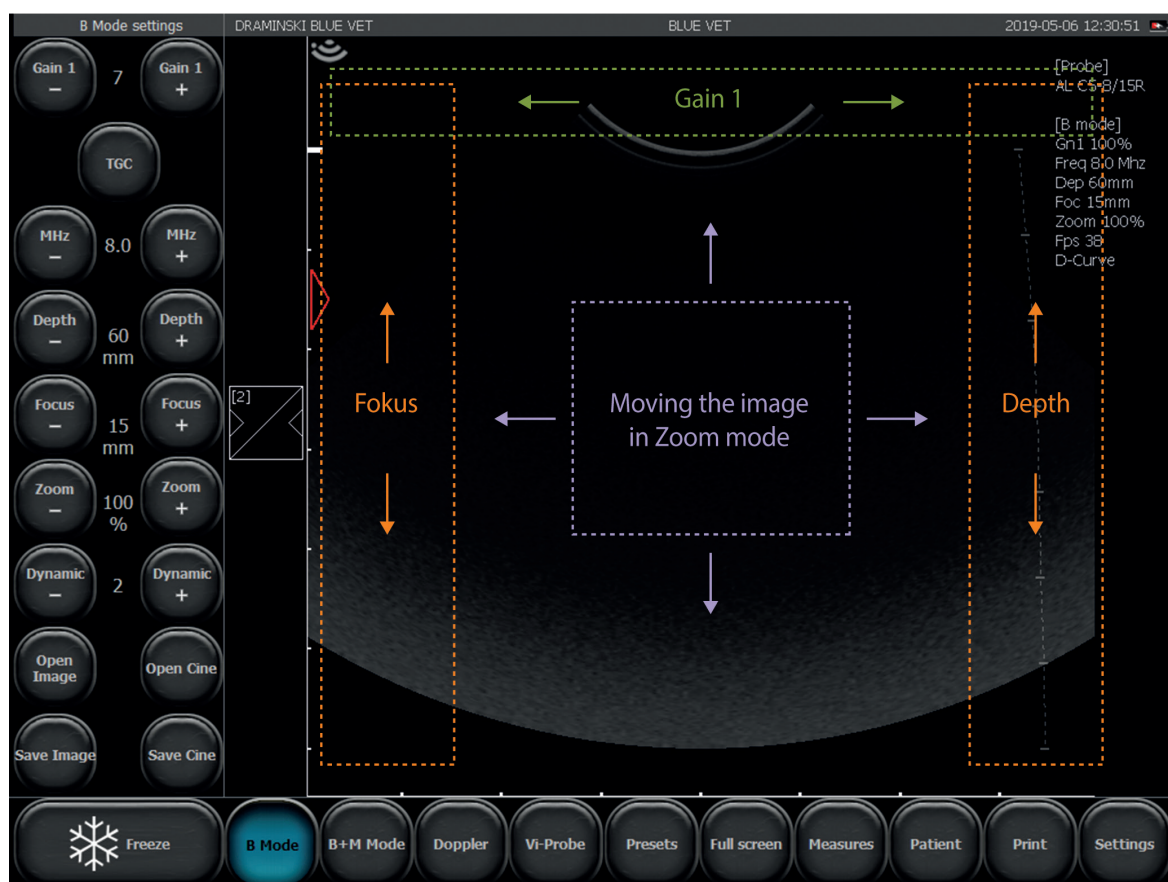 B Mode settings
DRAMINSKI BLUE VET
BLUE VET
2019-05-06 12:30:51
Gain 1
−
7
Gain 1
+
TGC
MHz
−
8.0
MHz
+
Depth
−
60
mm
Depth
+
Focus
−
15
mm
Focus
+
Zoom
−
100
%
Zoom
+
Dynamic
−
2
Dynamic
+
Open
Image
Open Cine
Save Image
Save Cine
[2]
Gain 1
Fokus
Moving the image
in Zoom mode
Depth
[Probe]
AL C5-8/15R
[B mode]
Gn1 100%
Freq 8.0 Mhz
Dep 60mm
Foc 15mm
Zoom 100%
Fps 38
D-Curve
Freeze
B Mode
B+M Mode
Doppler
Vi-Probe
Presets
Full screen
Measures
Patient
Print
Settings